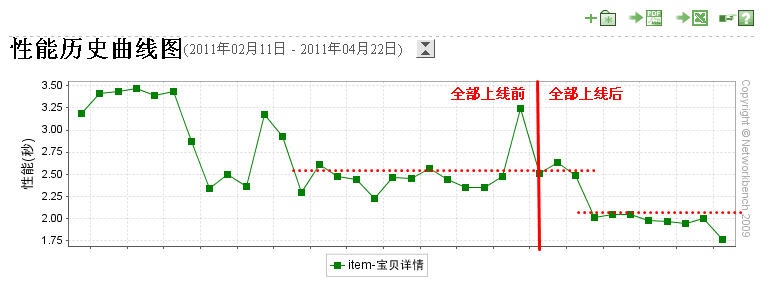 PDF
性能历史曲线图(2011年02月11日 - 2011年04月22日)
全部上线前 全部上线后
3.50
3.25
3.00
2.75
2.50
2.25
2.00
1.75
性能(秒)
Copyright © Networkbench 2009
item-宝贝详情